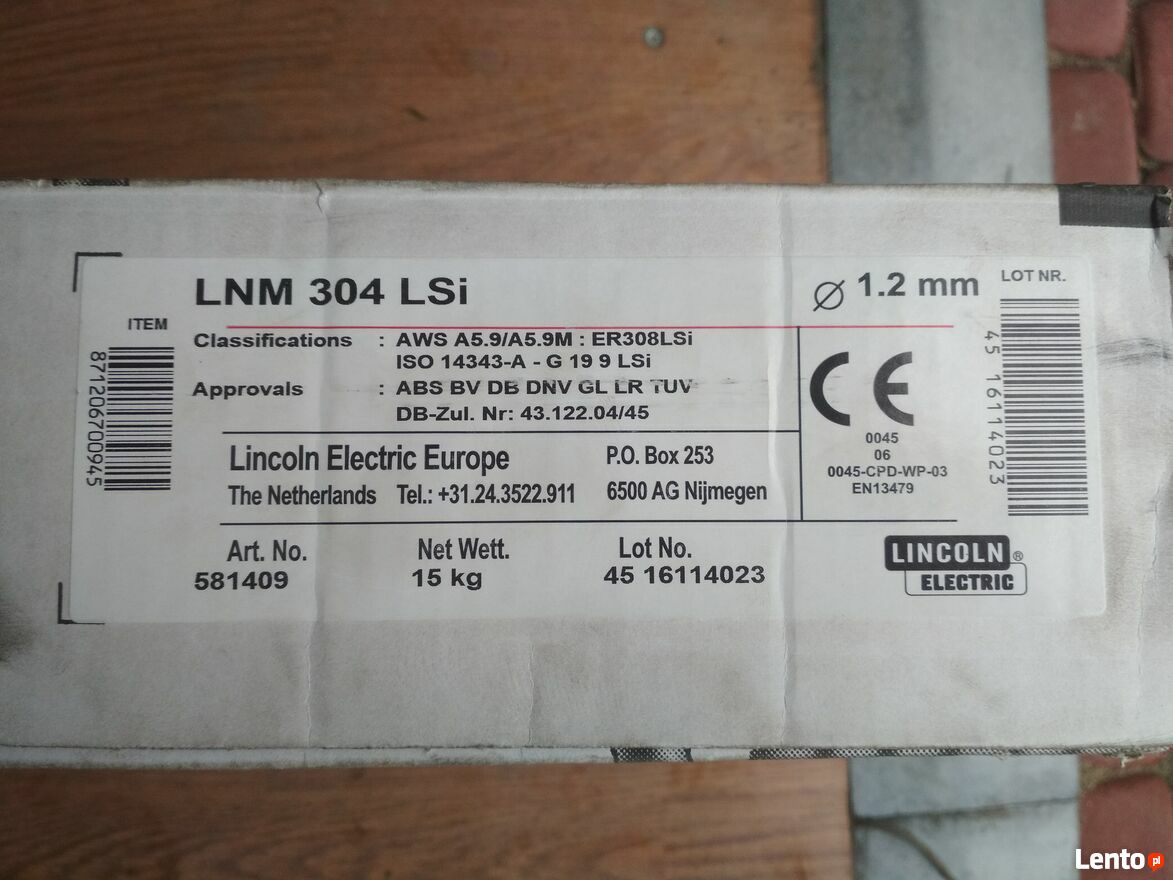 LNM 304 LSi
Ø 1.2 mm
LOT NR.
ITEM
8712067009​45
Classifications : AWS A5.9/A5.9M : ER308LSi
ISO 14343-A - G 19 9 LSi
Approvals : ABS BV DB DNV GL LR TUV
DB-Zul. Nr: 43.122.04/45
CE
0045
06
0045-CPD-WP-03
EN13479
45 16114023
Lincoln Electric Europe P.O. Box 253
The Netherlands Tel.: +31.24.3522.911 6500 AG Nijmegen
Art. No. Net Wett. Lot No.
581409 15 kg 45 16114023
LINCOLN ®
ELECTRIC
Lento pl